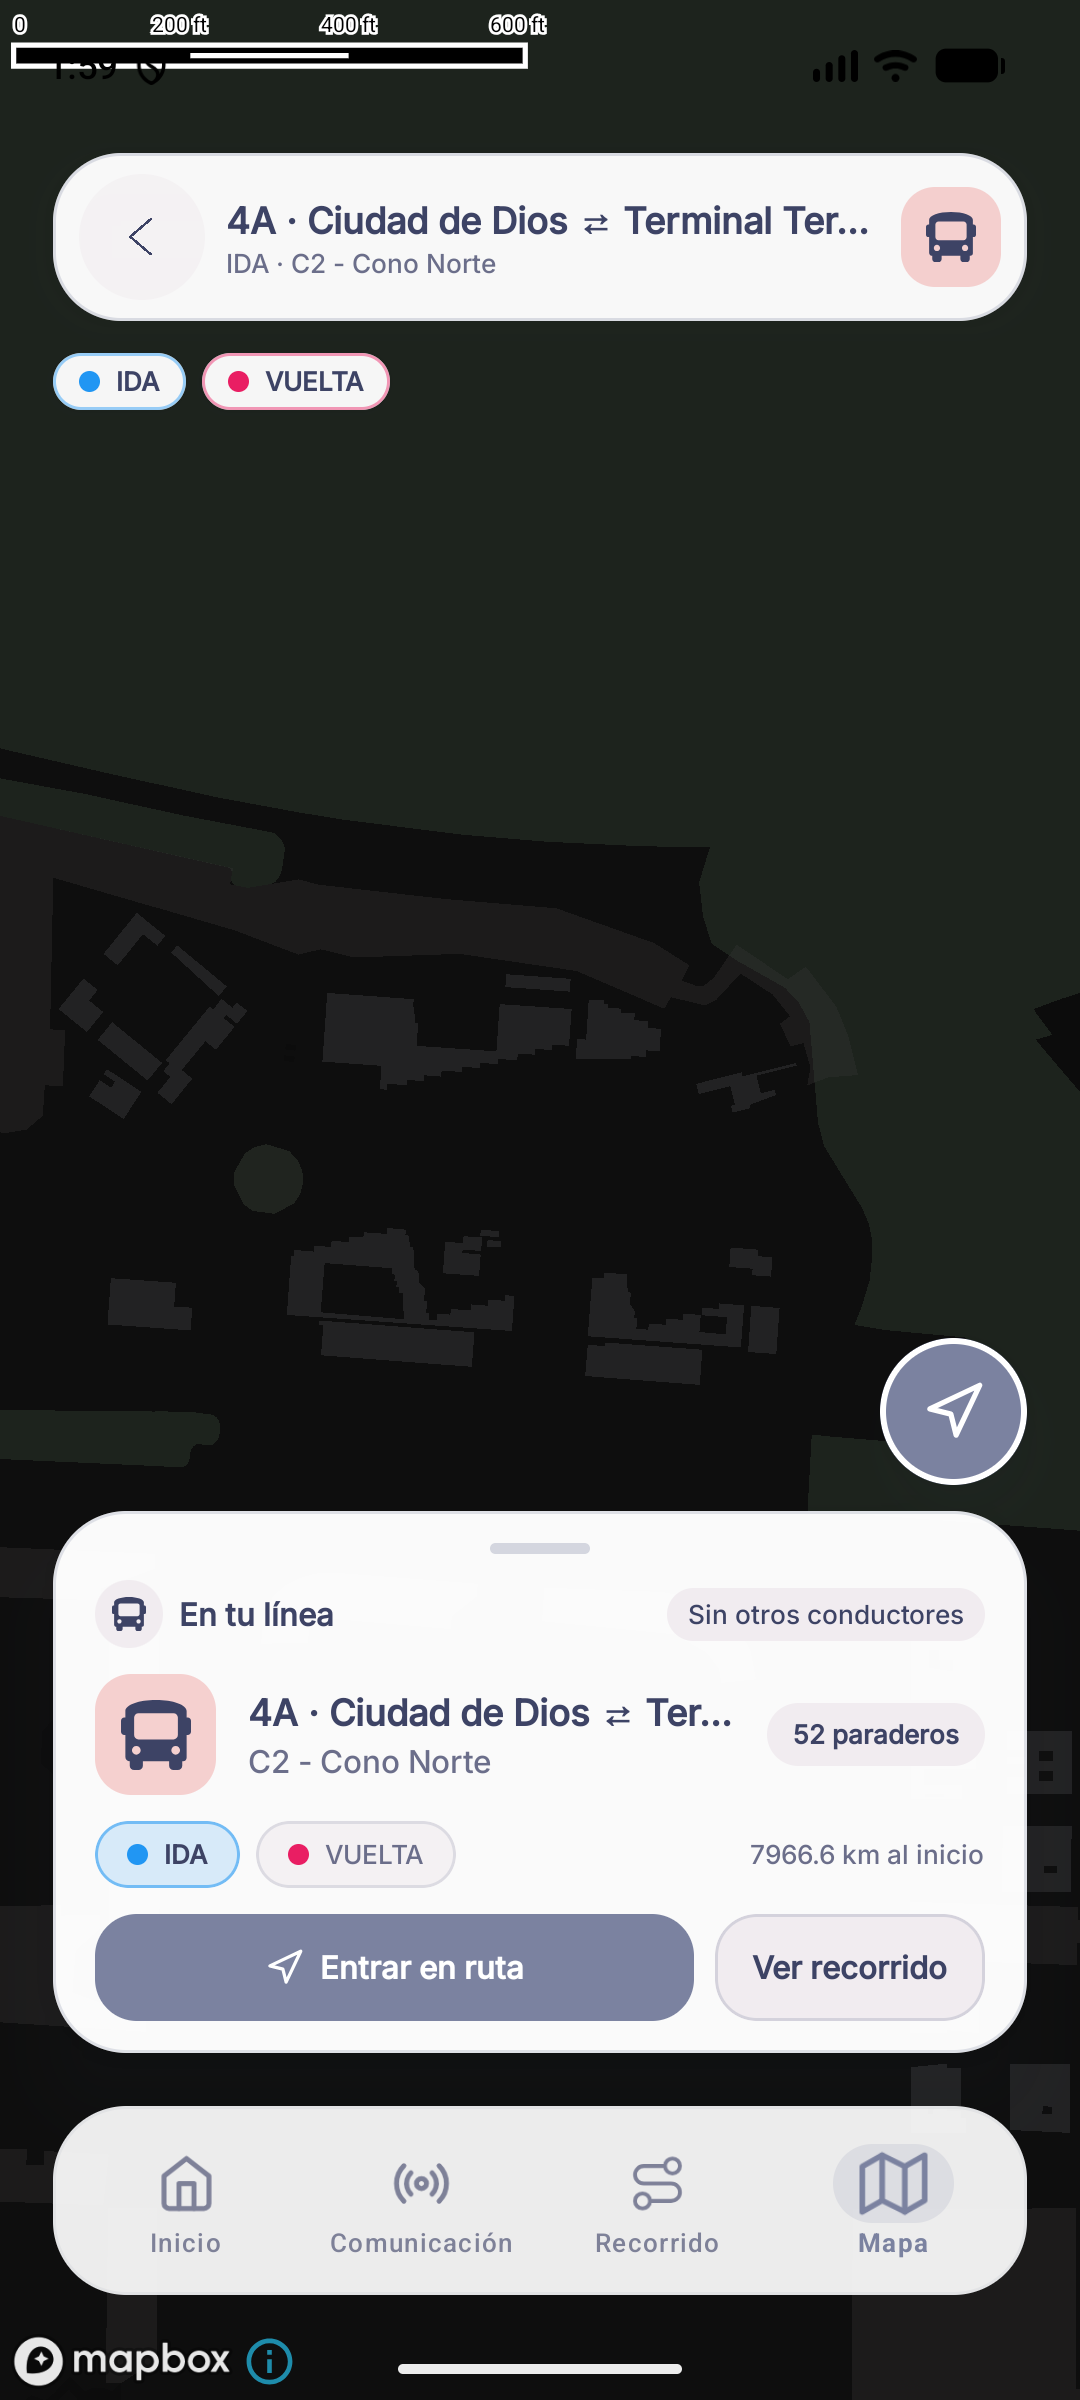 0 200 ft 400 ft 600 ft
1:59
4A · Ciudad de Dios ⇄ Terminal Ter...
IDA · C2 - Cono Norte
IDA VUELTA
En tu línea
Sin otros conductores
4A · Ciudad de Dios ⇄ Ter...
C2 - Cono Norte
52 paraderos
IDA VUELTA
7966.6 km al inicio
Entrar en ruta
Ver recorrido
Inicio Comunicación Recorrido Mapa
mapbox